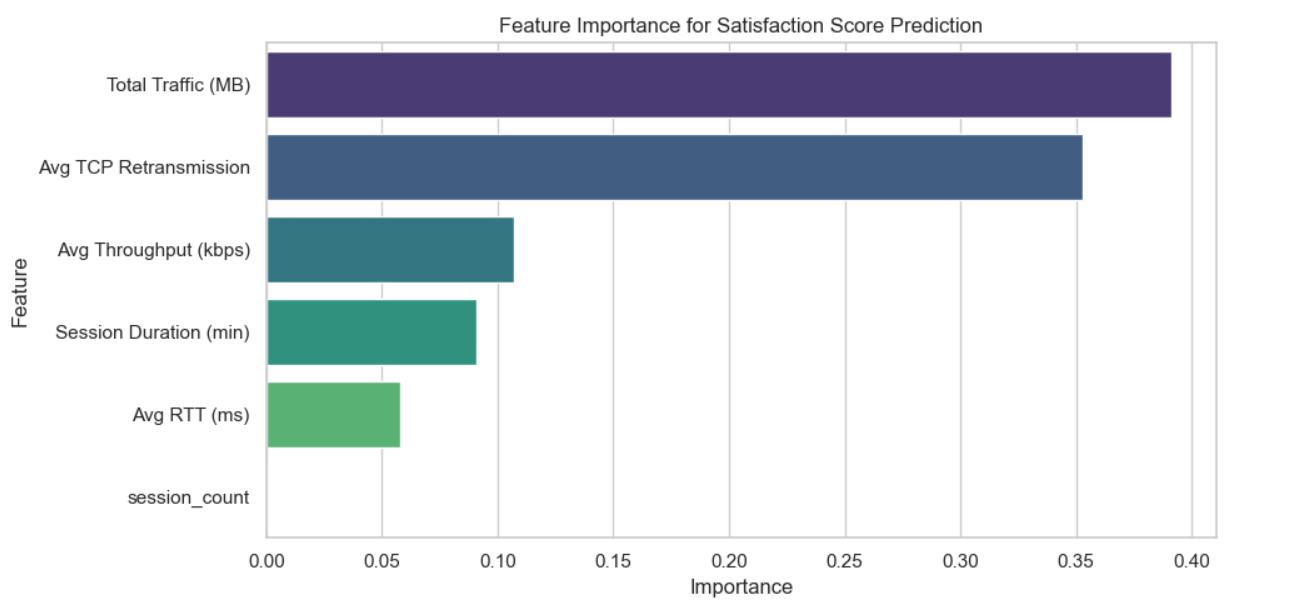 Feature Importance for Satisfaction Score Prediction
Total Traffic (MB)
Avg TCP Retransmission
Avg Throughput (kbps)
Session Duration (min)
Avg RTT (ms)
session_count
Feature
0.00 0.05 0.10 0.15 0.20 0.25 0.30 0.35 0.40
Importance